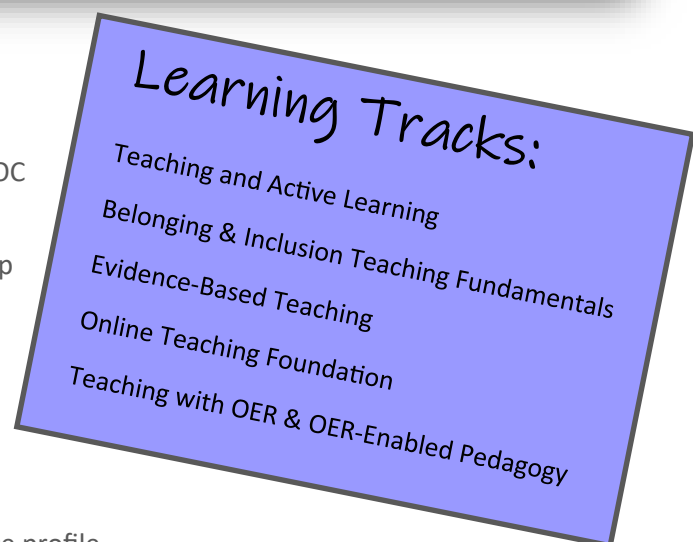 Learning Tracks:
Teaching and Active Learning
Belonging & Inclusion Teaching Fundamentals
Evidence-Based Teaching
Online Teaching Foundation
Teaching with OER & OER-Enabled Pedagogy
profile